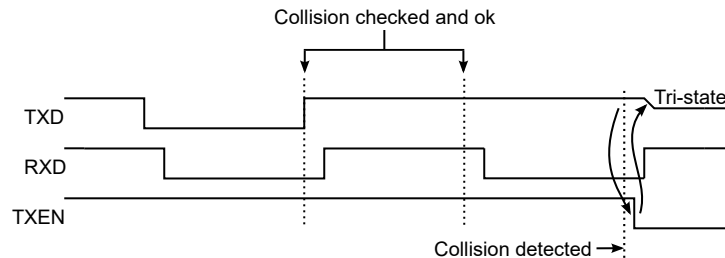 Collision checked and ok
Tri-state
TXD
RXD
TXEN
Collision detected